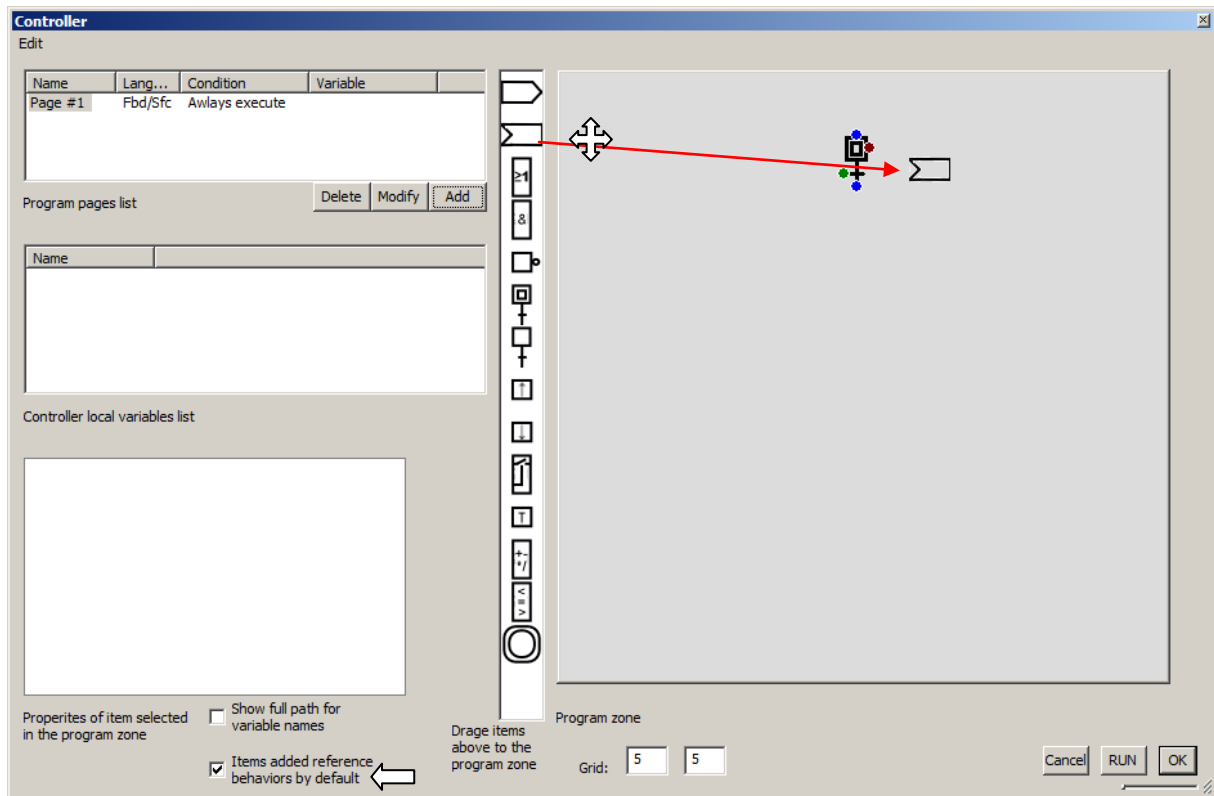 Controller
Edit
Name Lang... Condition Variable
Page #1 Fbd/Sfc Awlays execute
Program pages list
Delete Modify Add
Name
Controller local variables list
Properites of item selected
in the program zone
Show full path for
variable names
Items added reference
behaviors by default
≥1
&
T
+-
*/
<
=
>
Drage items
above to the
program zone
Program zone
Grid: 5 5
Cancel RUN OK